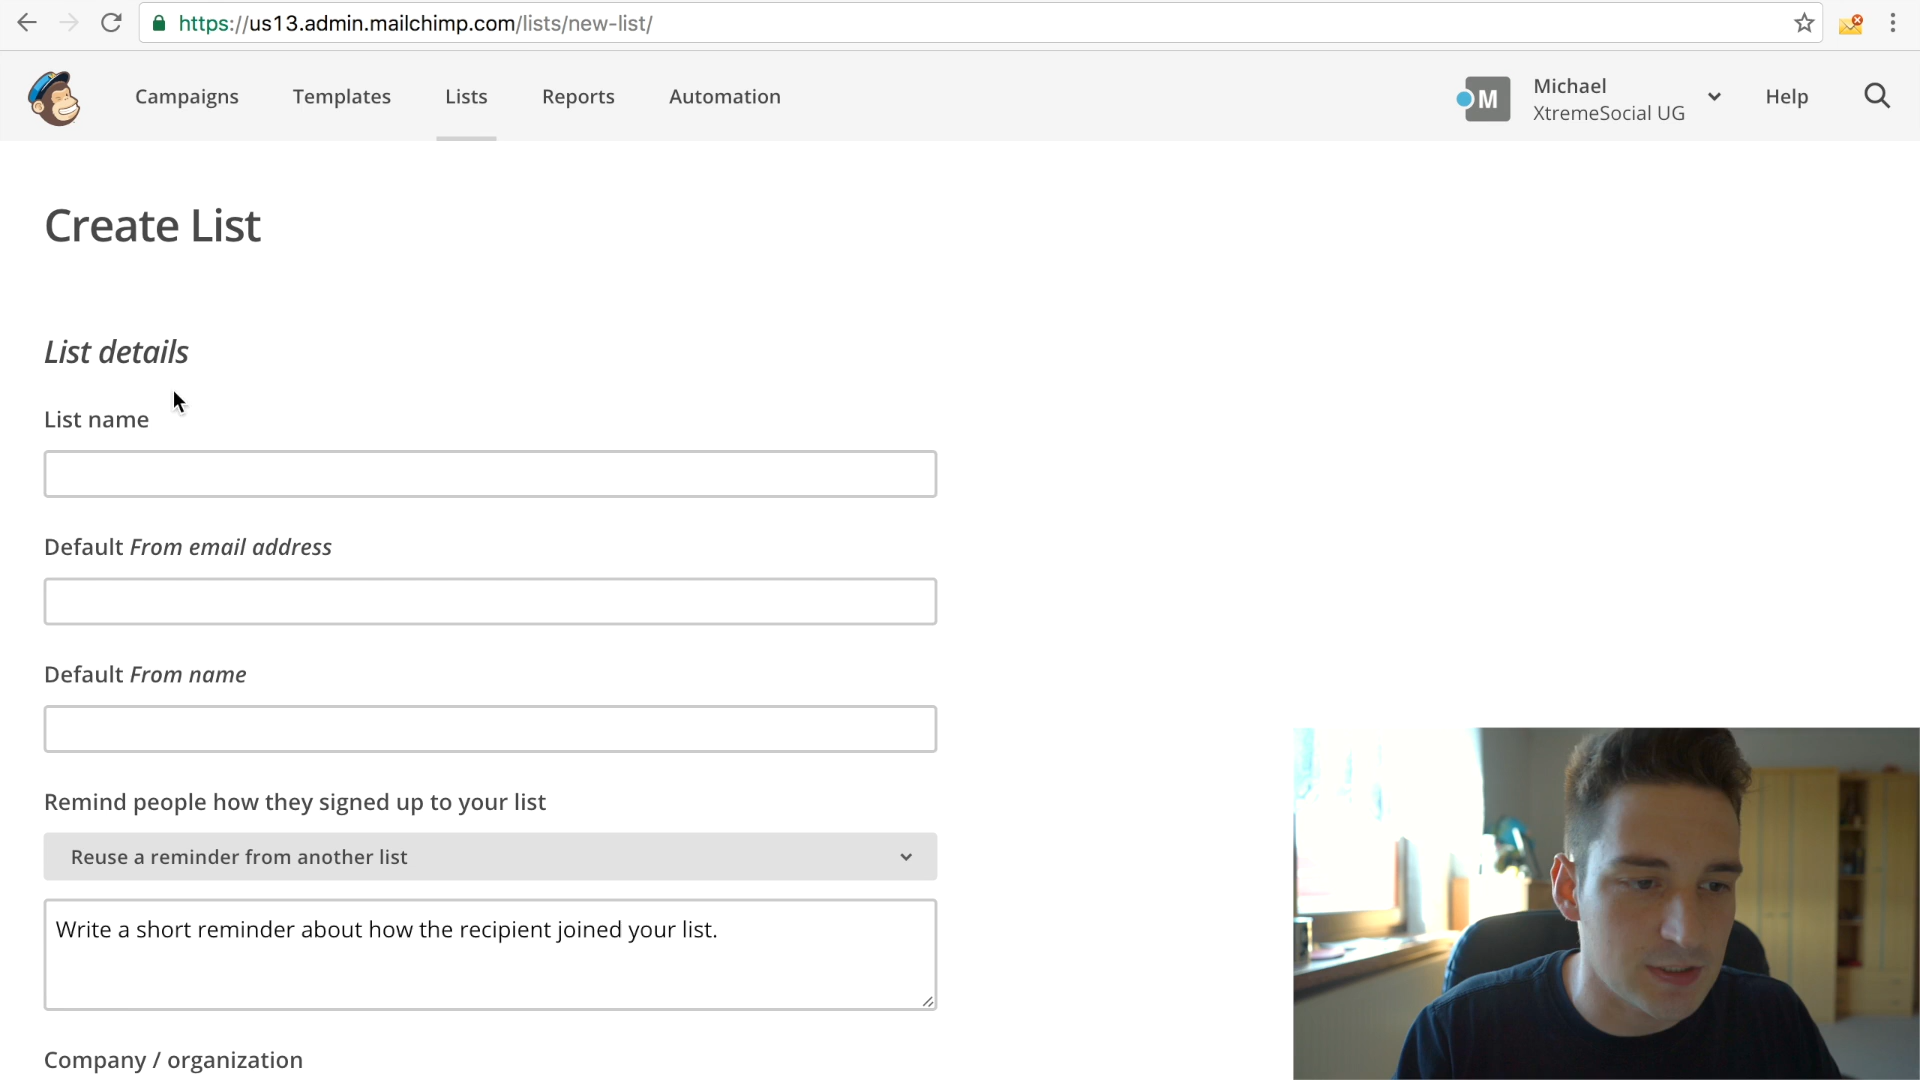 https://us13.admin.mailchimp.com/lists/new-list/
Campaigns
Templates
Lists
Reports
Automation
M
Michael
XtremeSocial UG
Help
Create List
List details
List name
Default From email address
Default From name
Remind people how they signed up to your list
Reuse a reminder from another list
Write a short reminder about how the recipient joined your list.
Company / organization